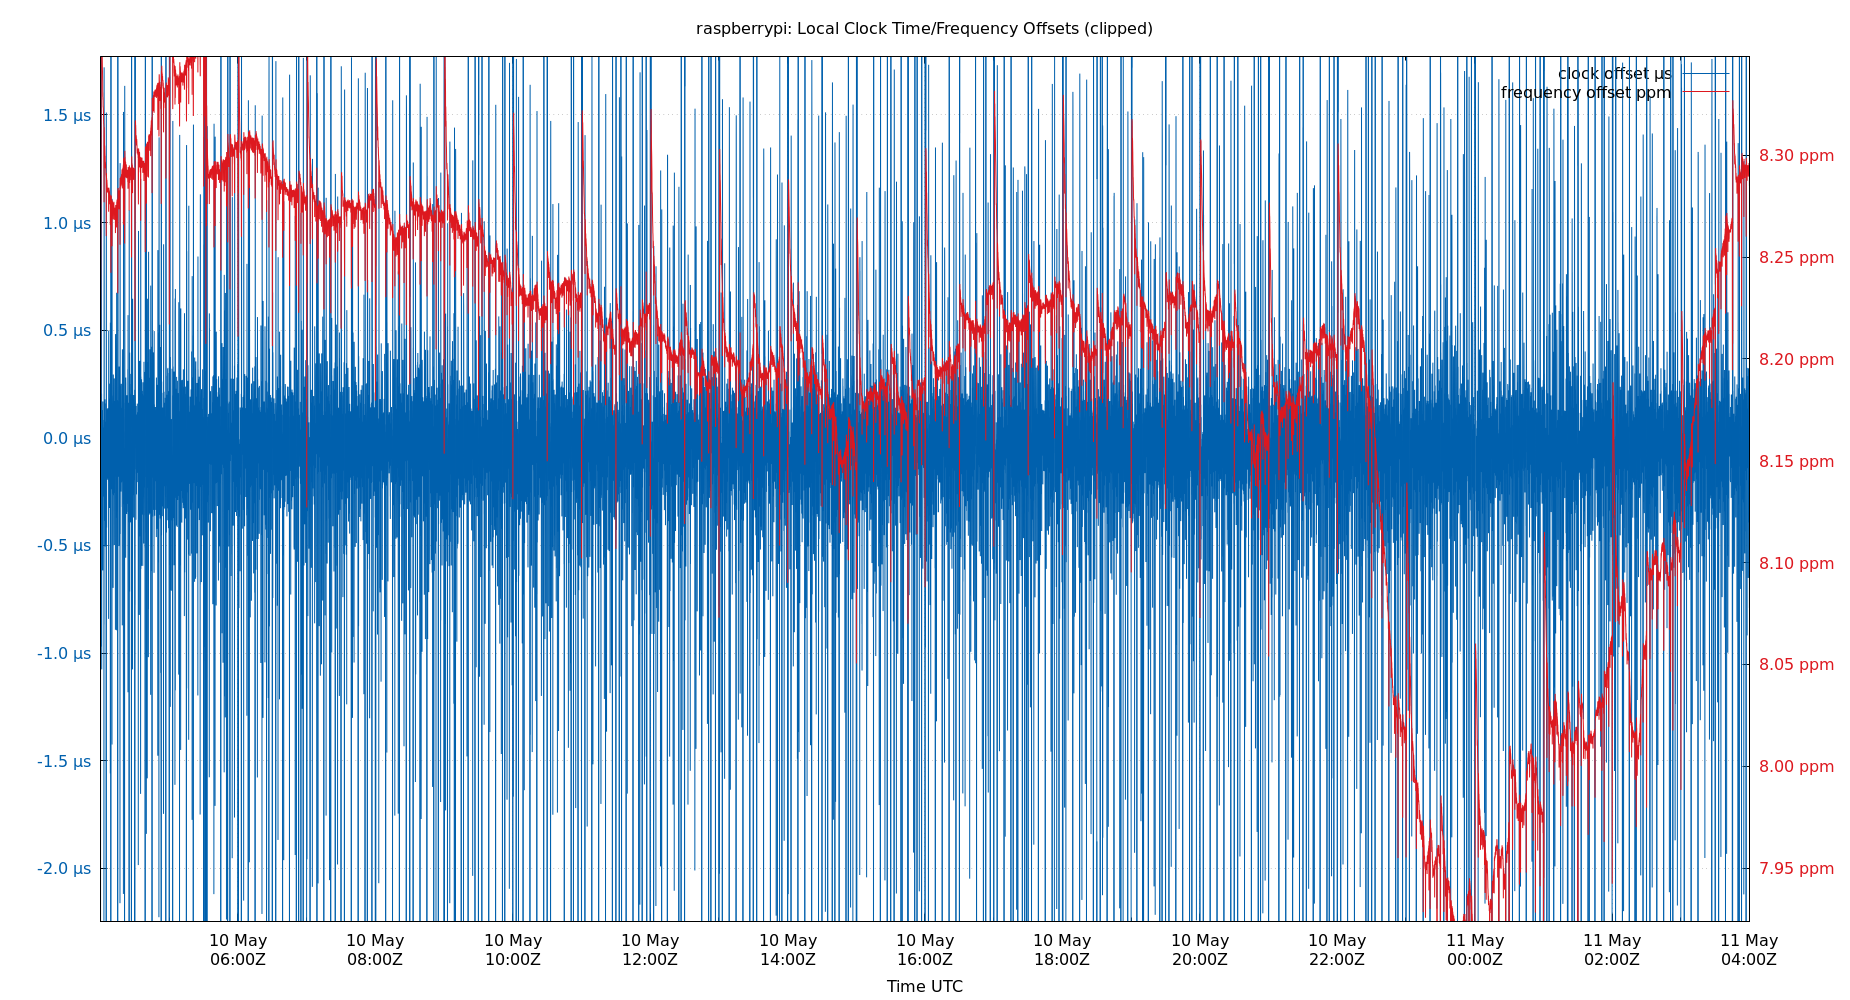 raspberrypi: Local Clock Time/Frequency Offsets (clipped)
clock offset µs
frequency offset ppm
1.5 µs
1.0 µs
0.5 µs
0.0 µs
-0.5 µs
-1.0 µs
-1.5 µs
-2.0 µs
8.30 ppm
8.25 ppm
8.20 ppm
8.15 ppm
8.10 ppm
8.05 ppm
8.00 ppm
7.95 ppm
10 May 10 May 10 May 10 May 10 May 10 May 10 May 10 May 10 May 11 May 11 May 11 May
06:00Z 08:00Z 10:00Z 12:00Z 14:00Z 16:00Z 18:00Z 20:00Z 22:00Z 00:00Z 02:00Z 04:00Z
Time UTC